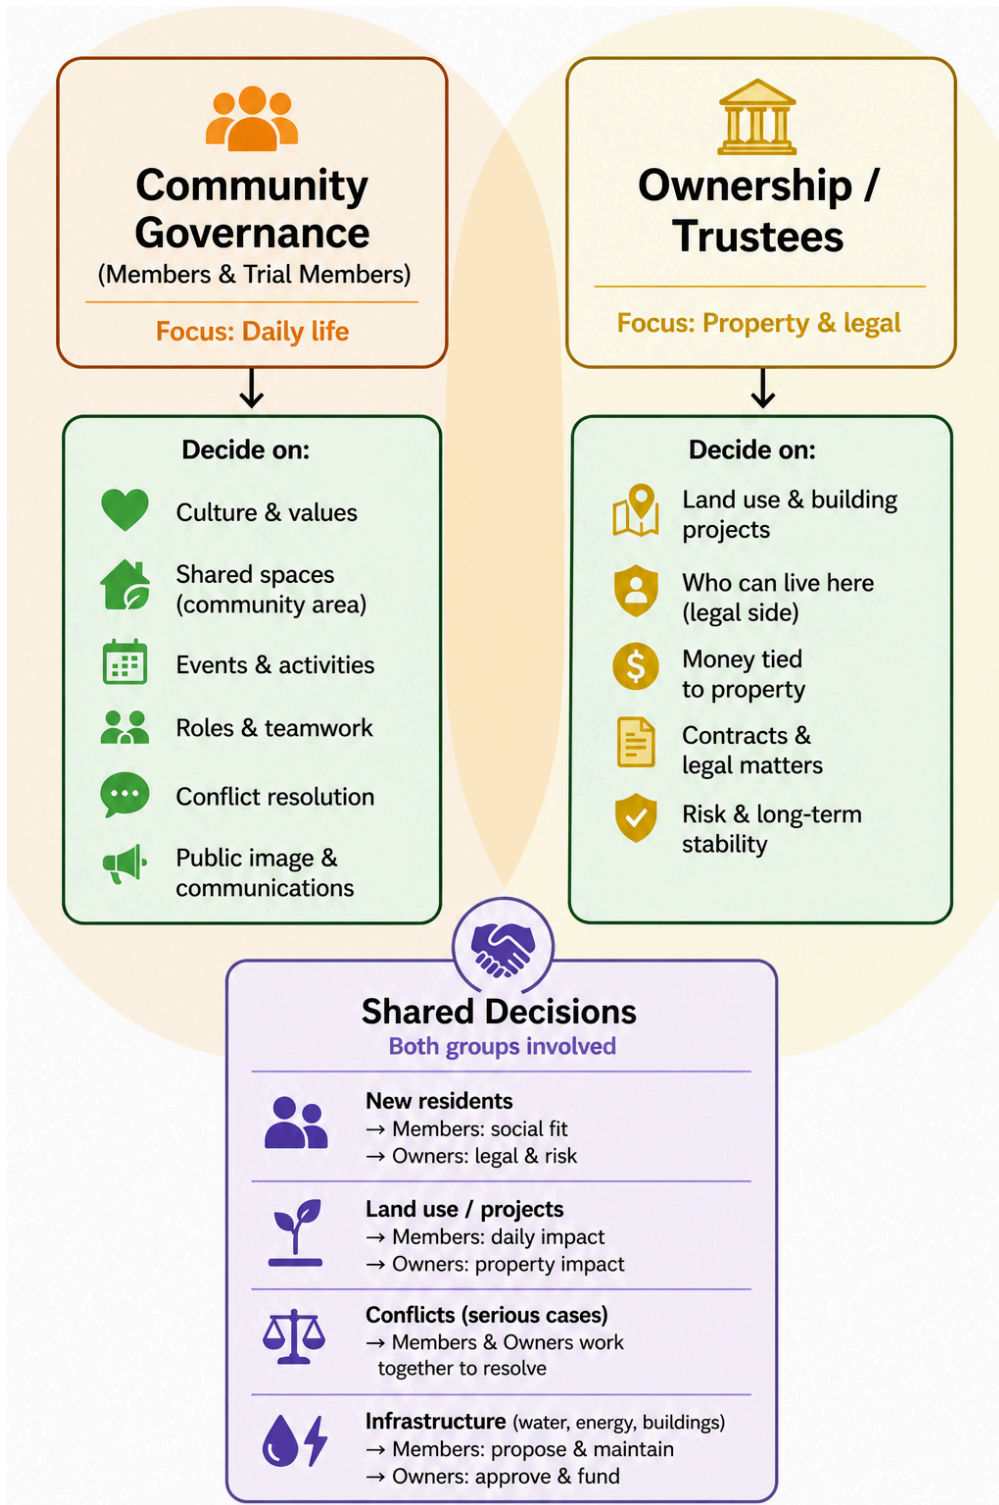 Community
Governance
(Members & Trial Members)
Focus: Daily life
Decide on:
Culture & values
Shared spaces
(community area)
Events & activities
Roles & teamwork
Conflict resolution
Public image &
communications
Ownership /
Trustees
Focus: Property & legal
Decide on:
Land use & building
projects
Who can live here
(legal side)
$
Money tied
to property
Contracts &
legal matters
Risk & long-term
stability
Shared Decisions
Both groups involved
New residents
→ Members: social fit
→ Owners: legal & risk
Land use / projects
→ Members: daily impact
→ Owners: property impact
Conflicts (serious cases)
→ Members & Owners work
together to resolve
Infrastructure (water, energy, buildings)
→ Members: propose & maintain
→ Owners: approve & fund